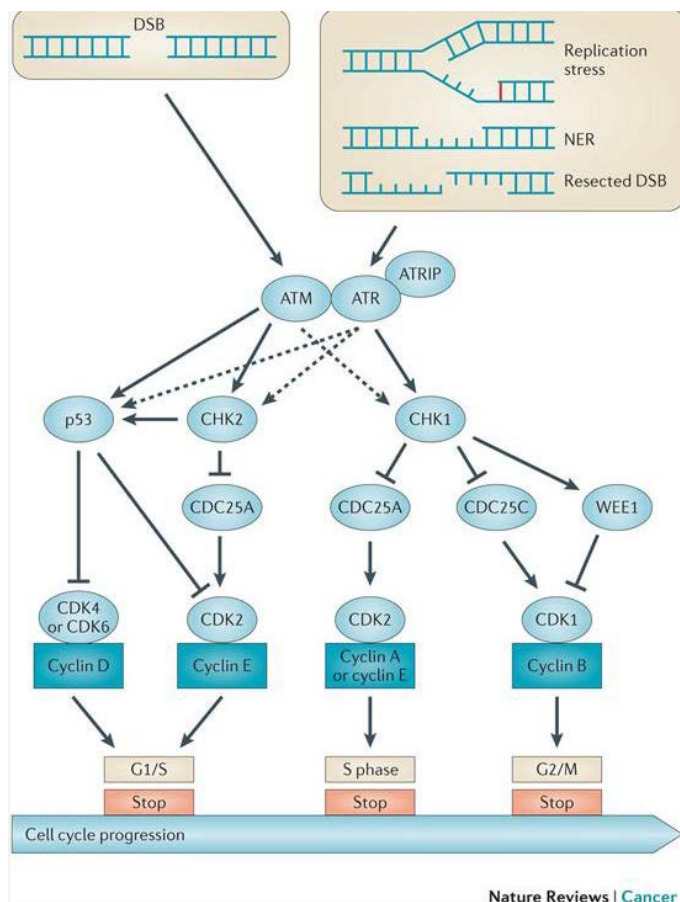 DSB
Replication
stress
NER
Resected DSB
ATM
ATR
ATRIP
p53
CHK2
CHK1
CDC25A
CDC25A
CDC25C
WEE1
CDK4
or CDK6
CDK2
CDK2
CDK1
Cyclin D
Cyclin E
Cyclin A
or cyclin E
Cyclin B
G1/S
S phase
G2/M
Stop
Stop
Stop
Cell cycle progression
Nature Reviews | Cancer